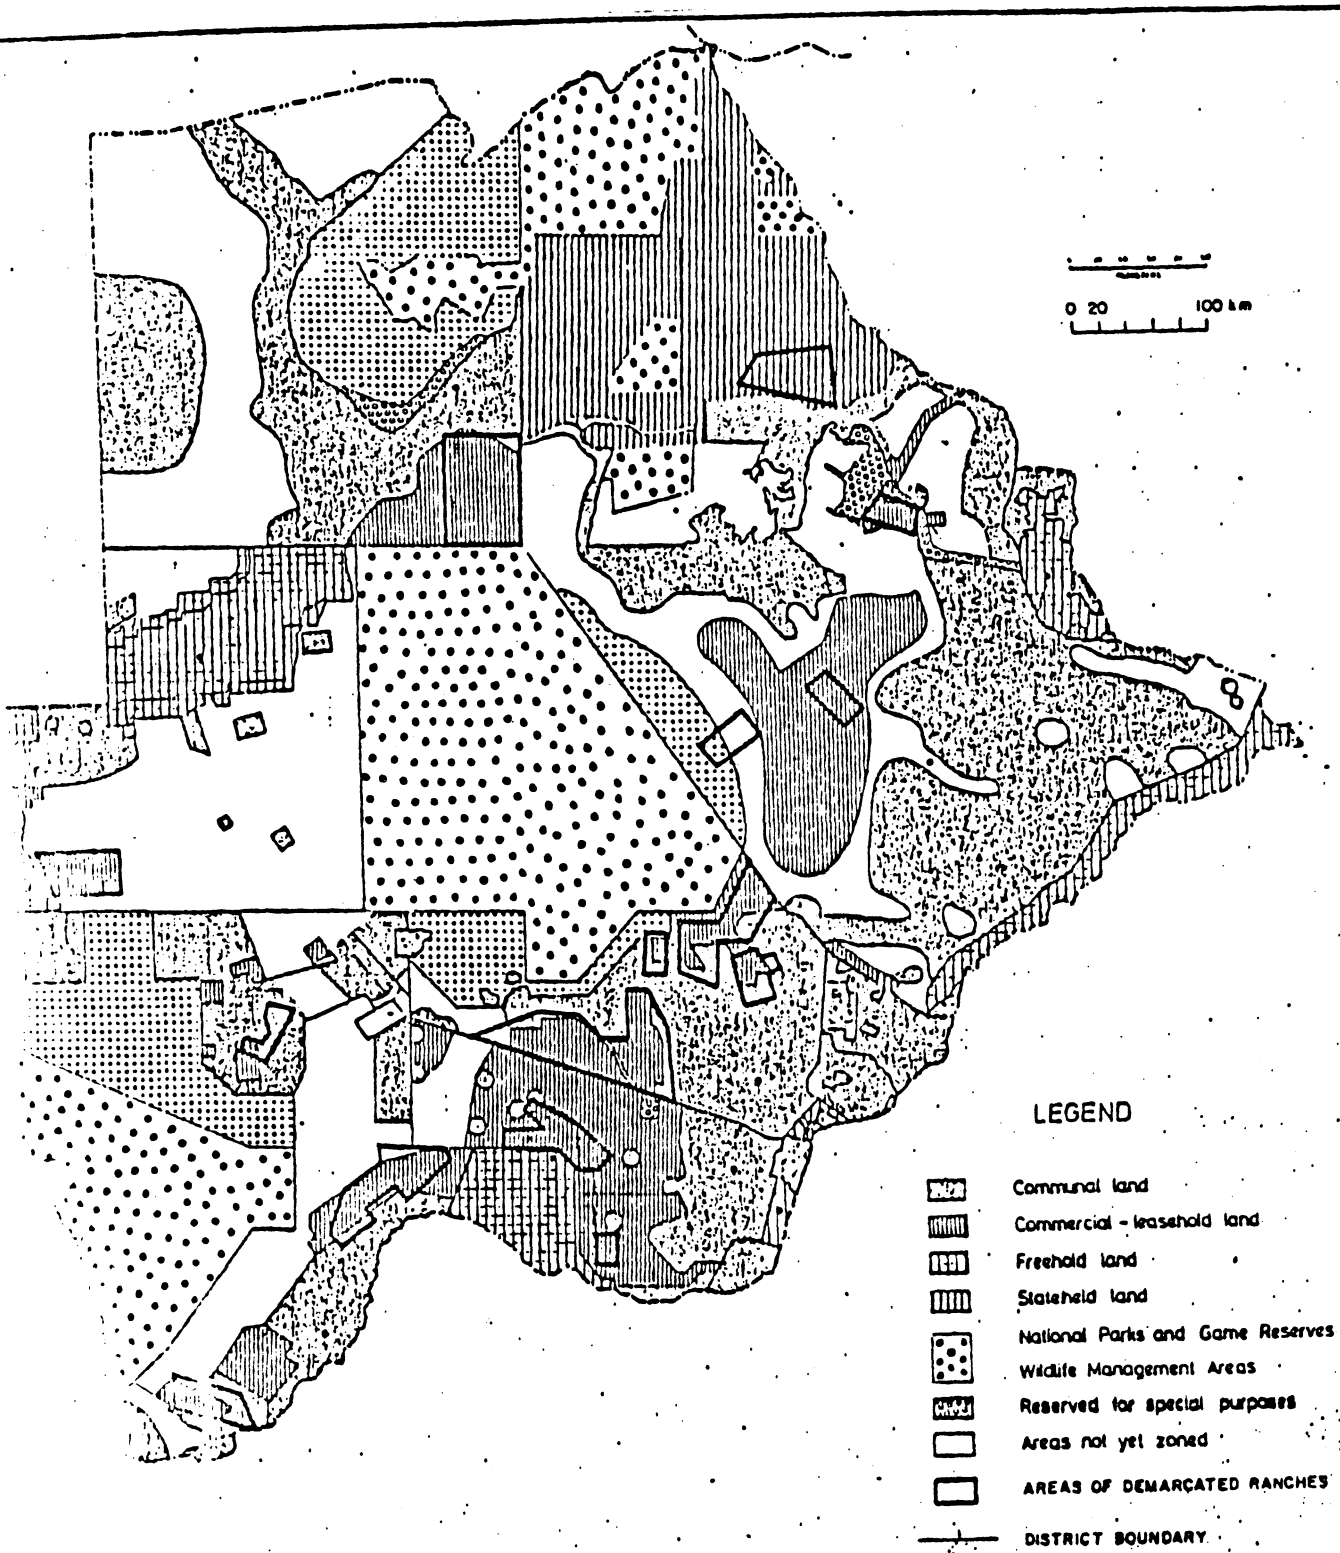 0 20 100 km
LEGEND
Communal land
Commercial - leasehold land
Freehold land
Stateheld land
National Parks and Game Reserves
Wildlife Management Areas
Reserved for special purposes
Areas not yet zoned
AREAS OF DEMARCATED RANCHES
DISTRICT BOUNDARY